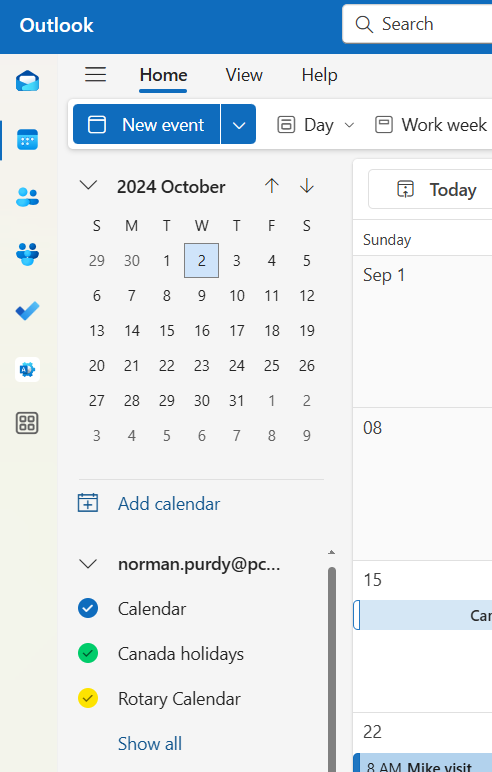 Outlook
Search
Home View Help
New event Day Work week
2024 October
Today
S M T W T F S
Sunday
29 30 1 2 3 4 5
Sep 1
6 7 8 9 10 11 12
13 14 15 16 17 18 19
20 21 22 23 24 25 26
27 28 29 30 31 1 2
08
3 4 5 6 7 8 9
Add calendar
norman.purdy@pc...
15
Calendar
Canada holidays
Rotary Calendar
22
Show all
8 AM Mike visit